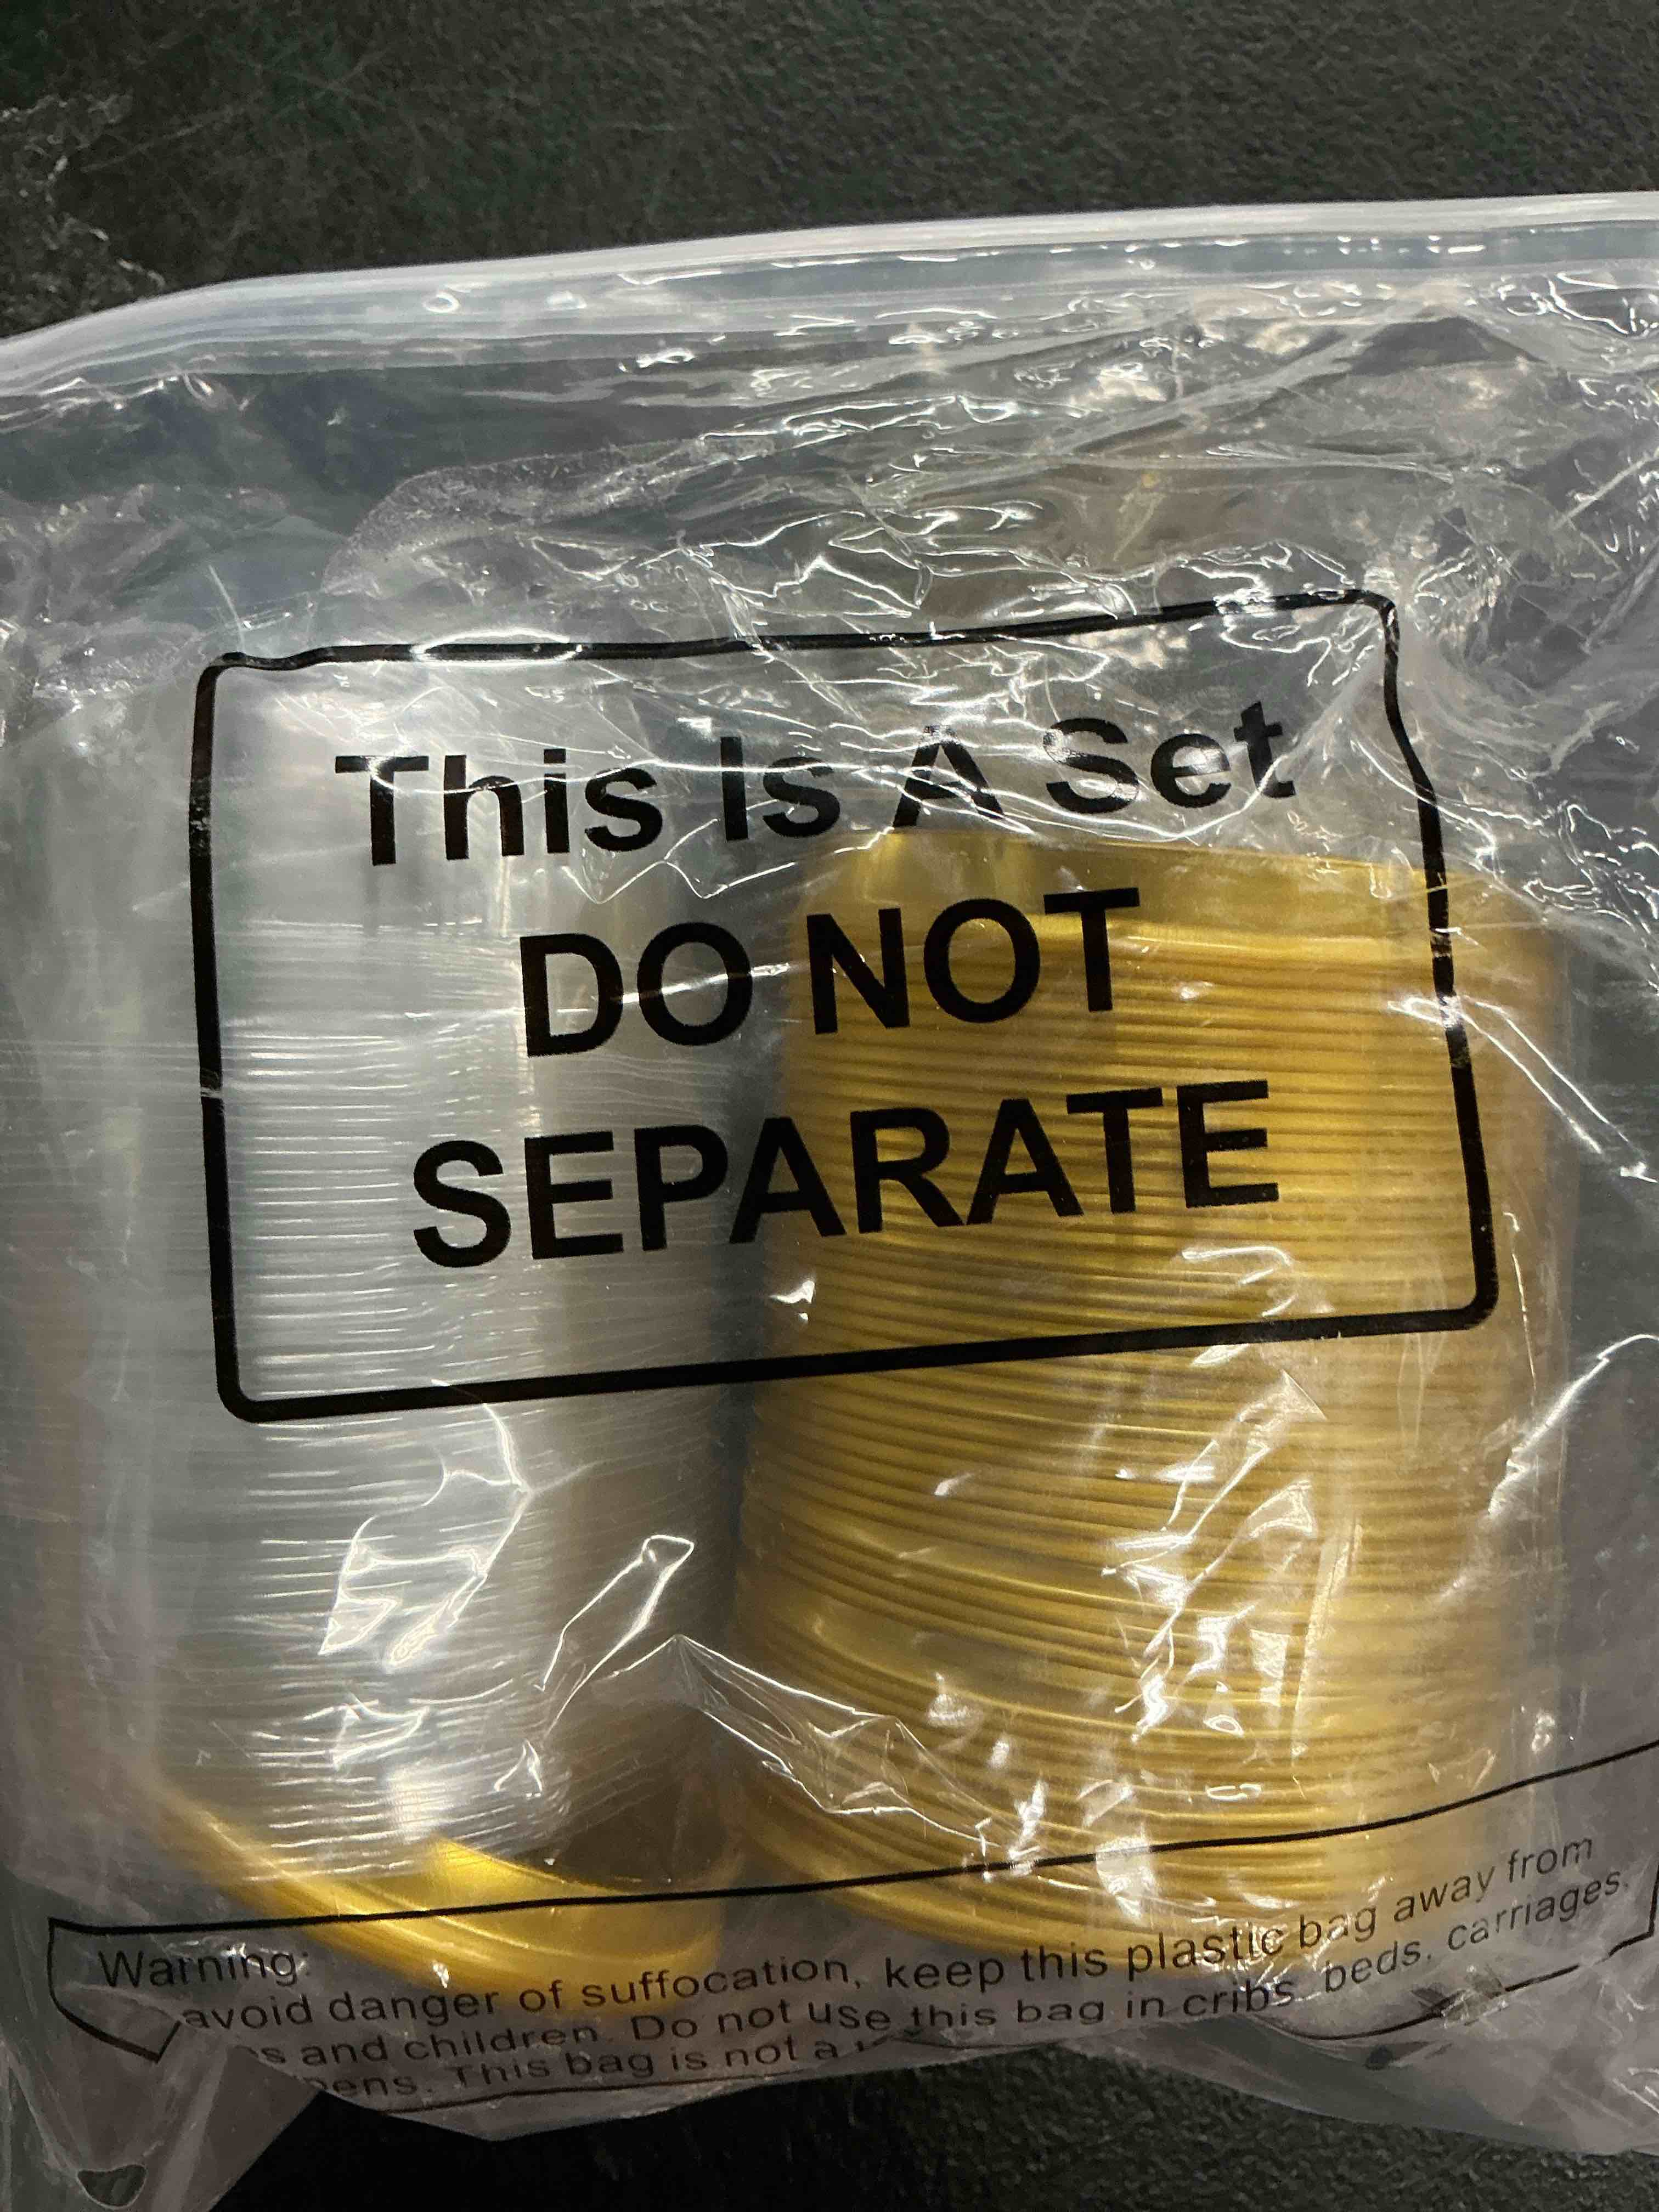 This Is A Set
DO NOT
SEPARATE
Warning:
avoid danger of suffocation, keep this plastic bag away from
and children. Do not use this bag in cribs, beds, carriages,
This bag is not a